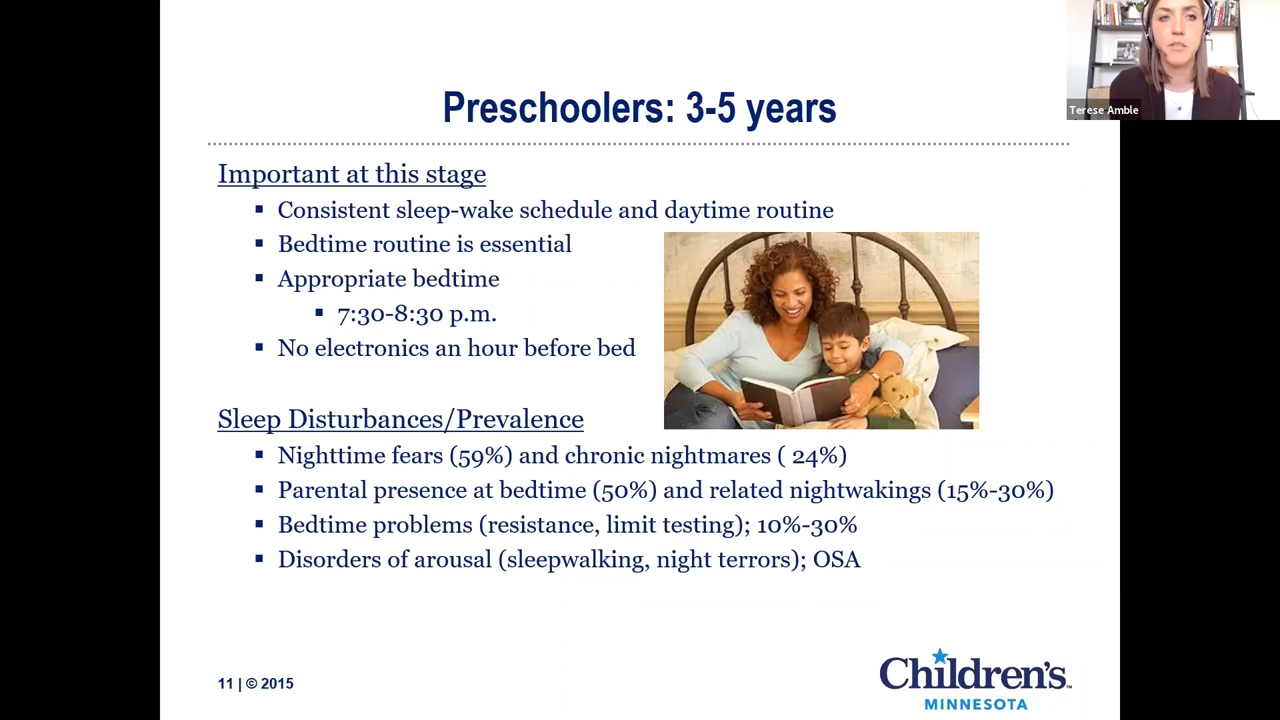 Terese Amble
Preschoolers: 3-5 years
Important at this stage
▪ Consistent sleep-wake schedule and daytime routine
▪ Bedtime routine is essential
▪ Appropriate bedtime
▪ 7:30-8:30 p.m.
▪ No electronics an hour before bed
Sleep Disturbances/Prevalence
▪ Nighttime fears (59%) and chronic nightmares ( 24%)
▪ Parental presence at bedtime (50%) and related nightwakings (15%-30%)
▪ Bedtime problems (resistance, limit testing); 10%-30%
▪ Disorders of arousal (sleepwalking, night terrors); OSA
11 | © 2015
Children's™
MINNESOTA